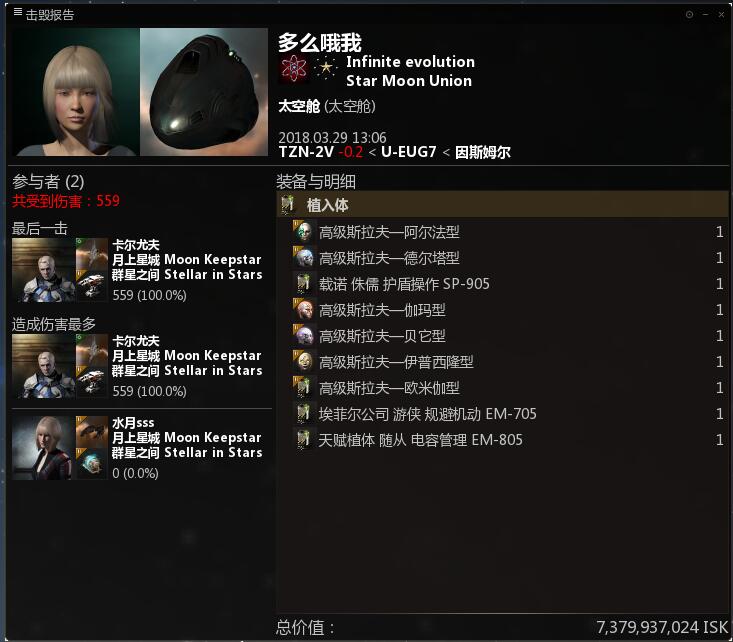 击毁报告
多么哦我
Infinite evolution
Star Moon Union
太空舱 (太空舱)
2018.03.29 13:06
TZN-2V -0.2 < U-EUG7 < 因斯姆尔
参与者 (2)
共受到伤害：559
最后一击
卡尔尤夫
月上星城 Moon Keepstar
群星之间 Stellar in Stars
559 (100.0%)
造成伤害最多
卡尔尤夫
月上星城 Moon Keepstar
群星之间 Stellar in Stars
559 (100.0%)
水月sss
月上星城 Moon Keepstar
群星之间 Stellar in Stars
0 (0.0%)
装备与明细
植入体
高级斯拉夫—阿尔法型 1
高级斯拉夫—德尔塔型 1
载诺 侏儒 护盾操作 SP-905 1
高级斯拉夫—伽玛型 1
高级斯拉夫—贝它型 1
高级斯拉夫—伊普西隆型 1
高级斯拉夫—欧米伽型 1
埃菲尔公司 游侠 规避机动 EM-705 1
天赋植体 随从 电容管理 EM-805 1
总价值： 7,379,937,024 ISK